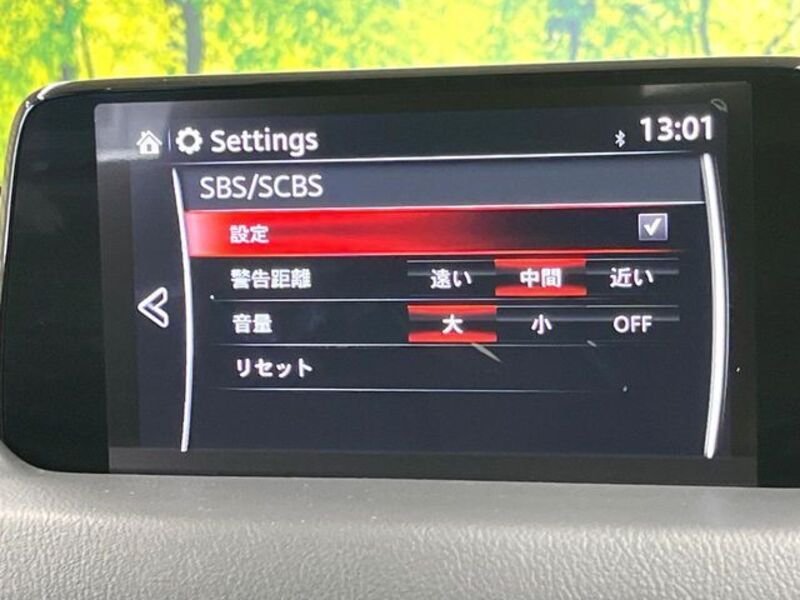 Settings 13:01
SBS/SCBS
設定
警告距離 遠い 中間 近い
音量 大 小 OFF
リセット